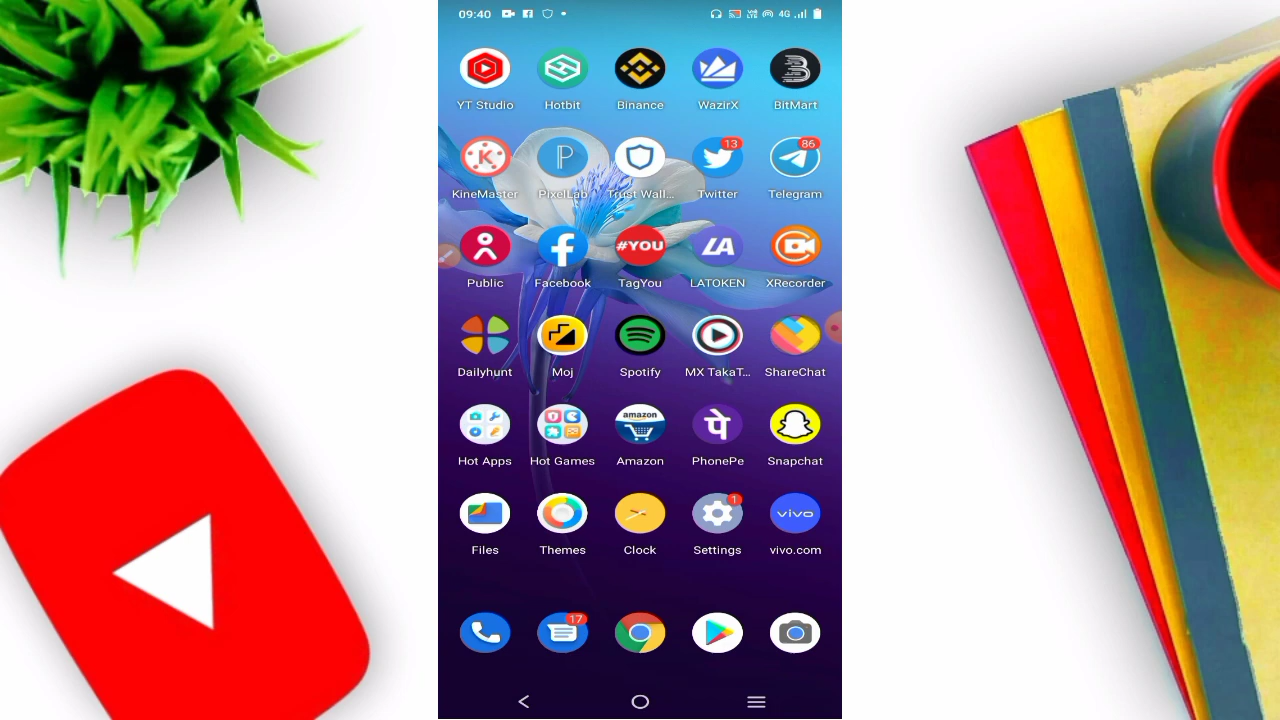 09:40 4G
YT Studio Hotbit Binance WazirX BitMart
13 86
KineMaster PixelLab Trust Wall... Twitter Telegram
#YOU LA
Public Facebook TagYou LATOKEN XRecorder
Dailyhunt Moj Spotify MX TakaT... ShareChat
amazon पे
Hot Apps Hot Games Amazon PhonePe Snapchat
1 vivo
Files Themes Clock Settings vivo.com
17